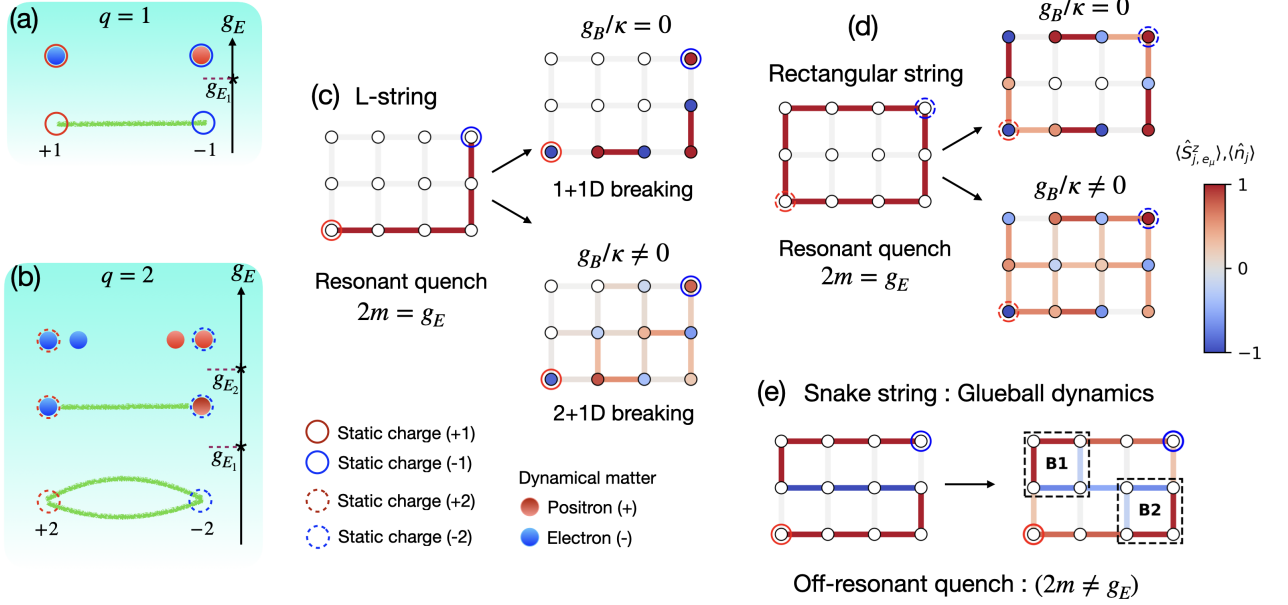 (a)
q = 1
g_E
g_{E_1}
+1
−1
(b)
q = 2
g_E
g_{E_2}
g_{E_1}
+2
−2
(c)
L-string
Resonant quench
2m = g_E
g_B/κ = 0
1+1D breaking
g_B/κ ≠ 0
2+1D breaking
Static charge (+1)
Static charge (-1)
Static charge (+2)
Static charge (-2)
Dynamical matter
Positron (+)
Electron (-)
(d)
Rectangular string
Resonant quench
2m = g_E
g_B/κ = 0
g_B/κ ≠ 0
⟨Ŝ^z_{j,e_μ}⟩,⟨n̂_j⟩
1
0
−1
(e)
Snake string : Glueball dynamics
B1
B2
Off-resonant quench : (2m ≠ g_E)